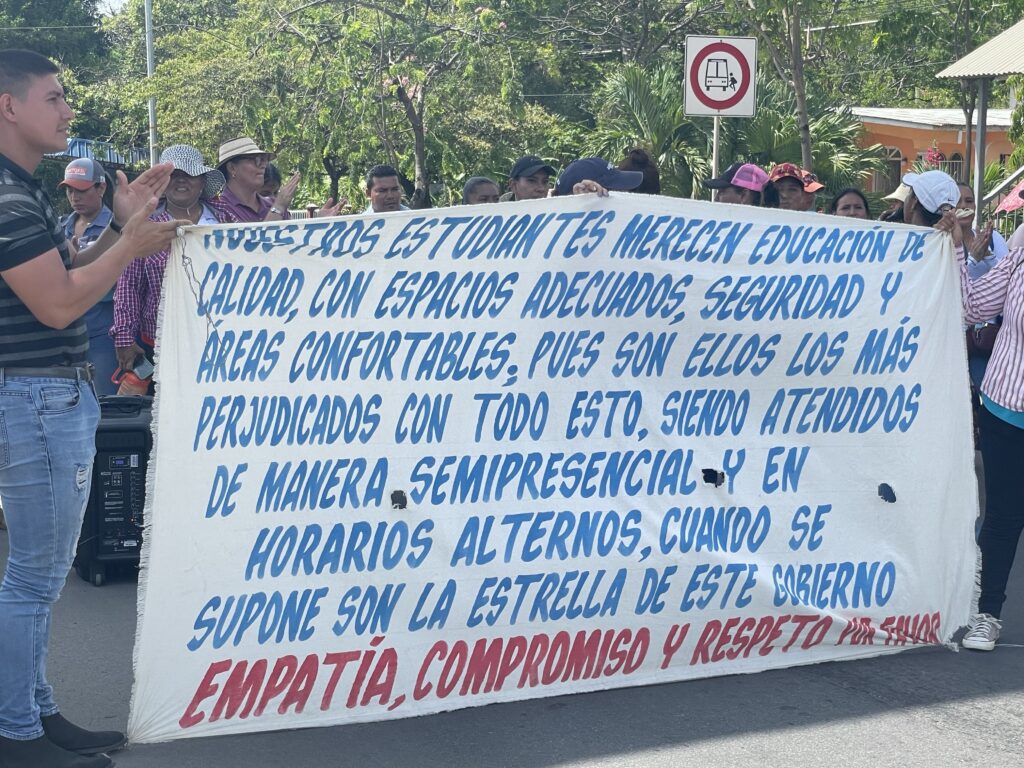 NUESTROS ESTUDIANTES MERECEN EDUCACIÓN DE
CALIDAD, CON ESPACIOS ADECUADOS, SEGURIDAD Y
ÁREAS CONFORTABLES; PUES SON ELLOS LOS MÁS
PERJUDICADOS CON TODO ESTO, SIENDO ATENDIDOS
DE MANERA SEMIPRESENCIAL Y EN
HORARIOS ALTERNOS, CUANDO SE
SUPONE SON LA ESTRELLA DE ESTE GOBIERNO
EMPATÍA, COMPROMISO Y RESPETO POR FAVOR